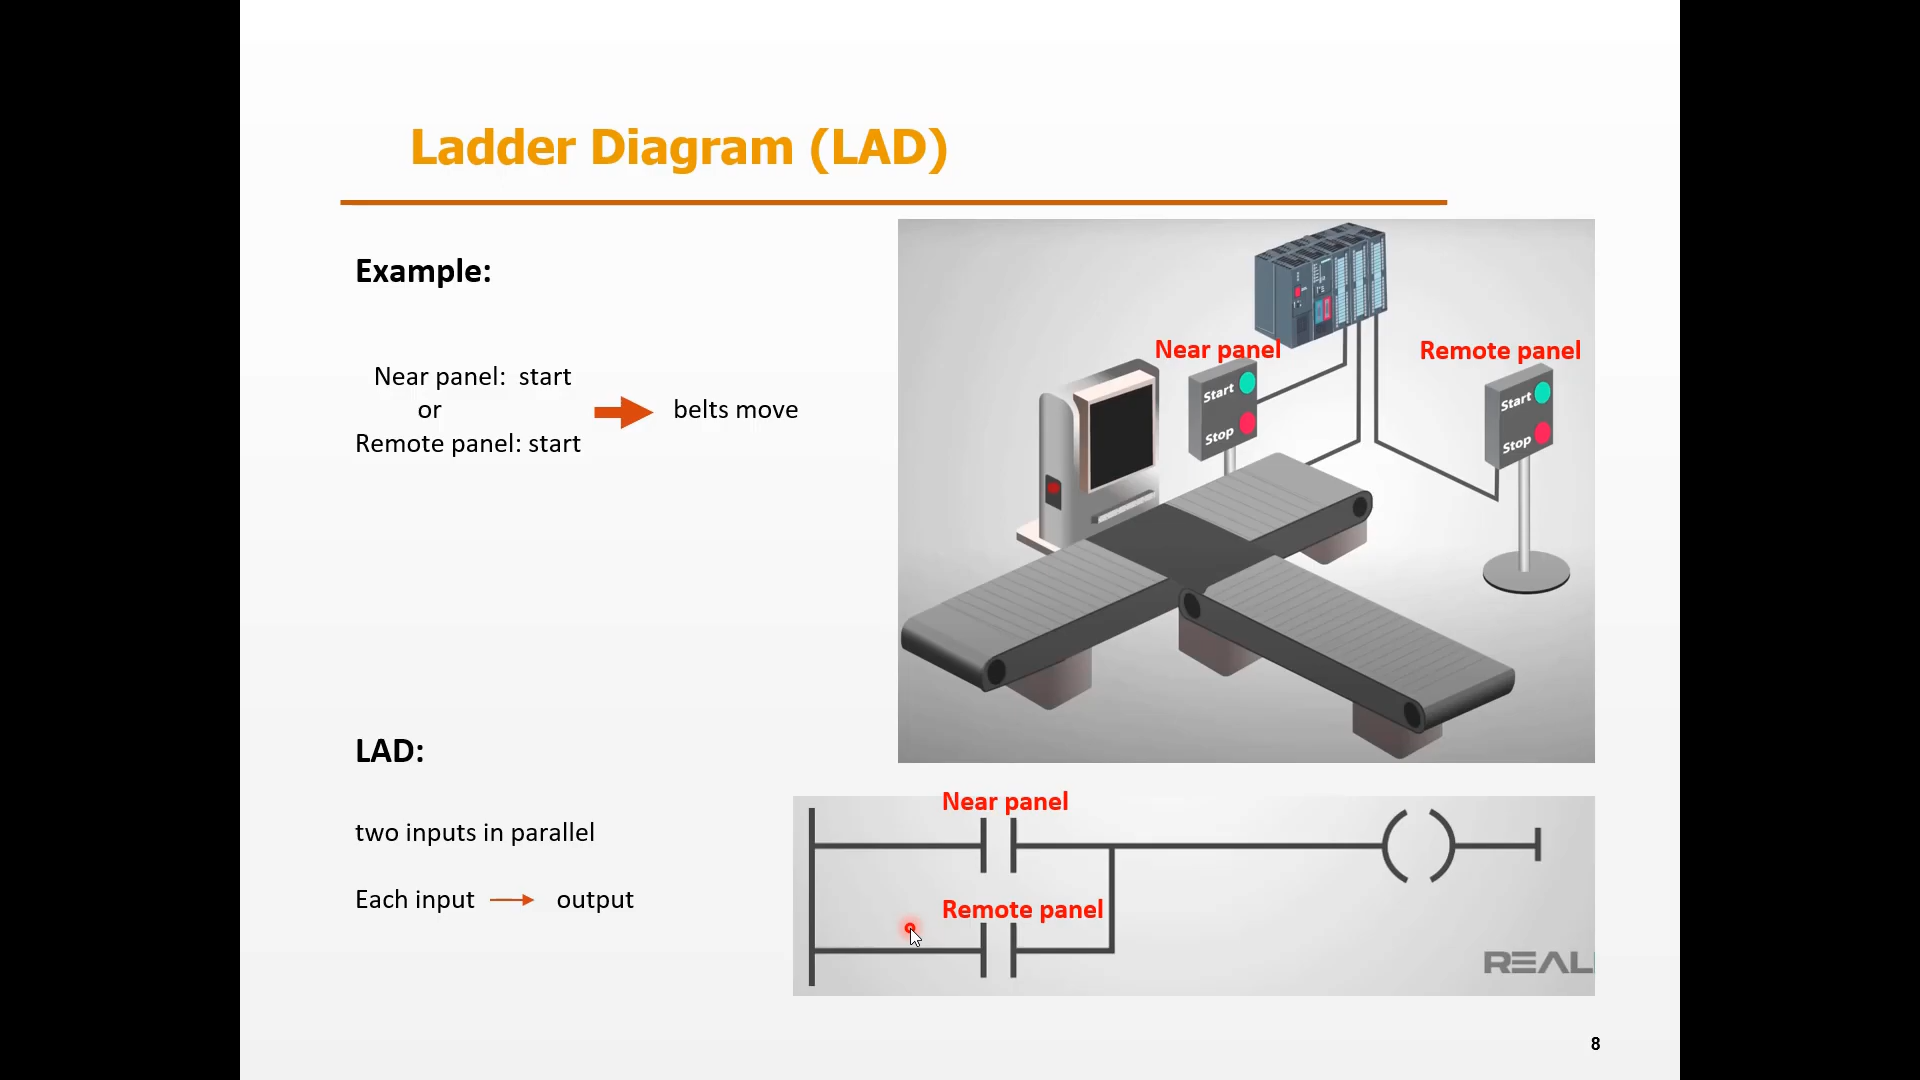 Ladder Diagram (LAD)
Example:
Near panel: start
or
Remote panel: start
belts move
Near panel
Remote panel
Start
Stop
Start
Stop
LAD:
two inputs in parallel
Each input
output
Near panel
Remote panel
REAL
8